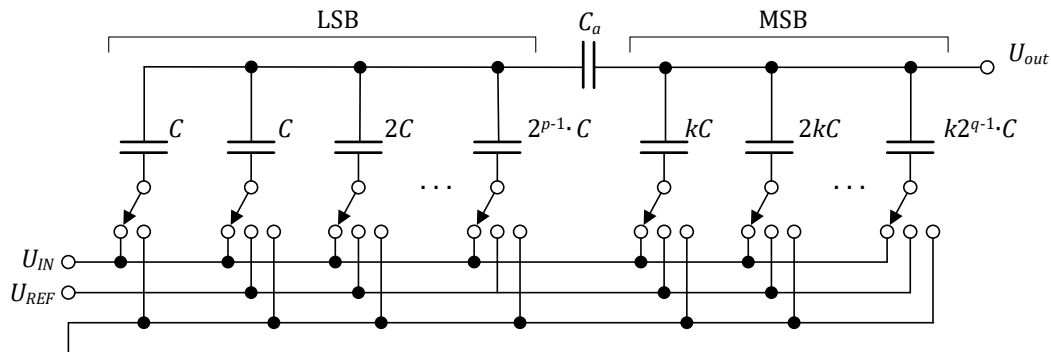 LSB
C_a
MSB
U_out
C
C
2C
2^{p-1}·C
kC
2kC
k2^{q-1}·C
. . .
. . .
U_IN
U_REF